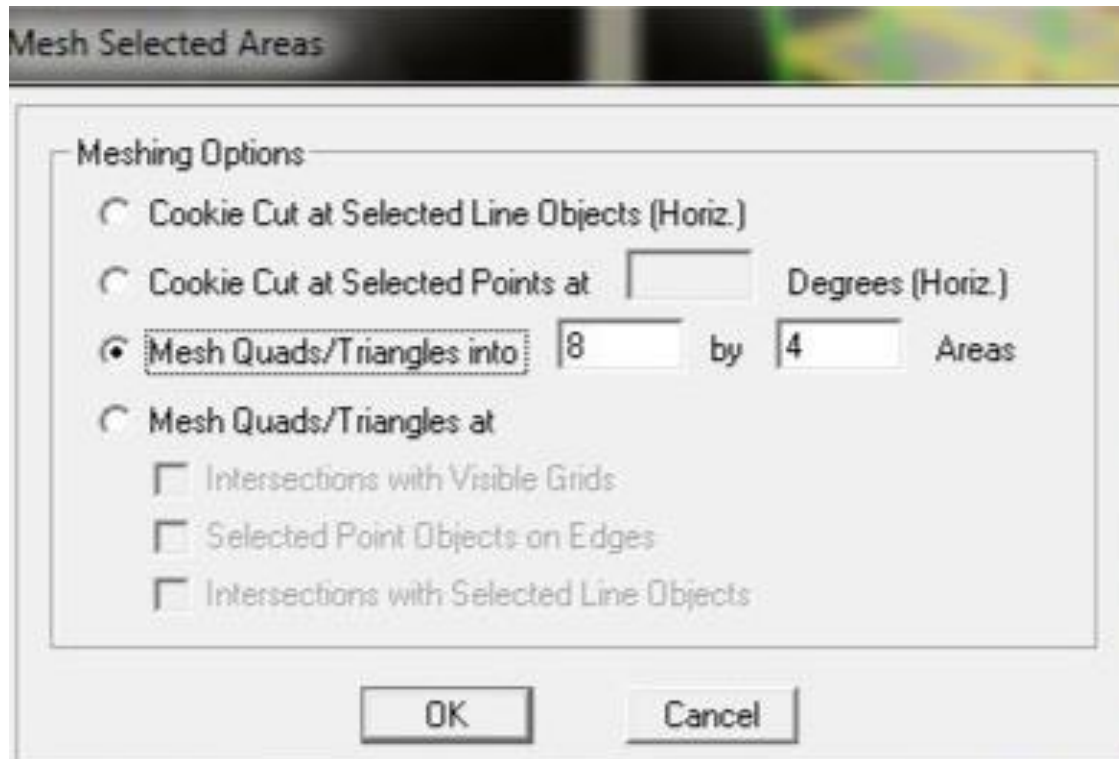 Mesh Selected Areas
Meshing Options
Cookie Cut at Selected Line Objects (Horiz.)
Cookie Cut at Selected Points at Degrees (Horiz.)
Mesh Quads/Triangles into 8 by 4 Areas
Mesh Quads/Triangles at
Intersections with Visible Grids
Selected Point Objects on Edges
Intersections with Selected Line Objects
OK Cancel